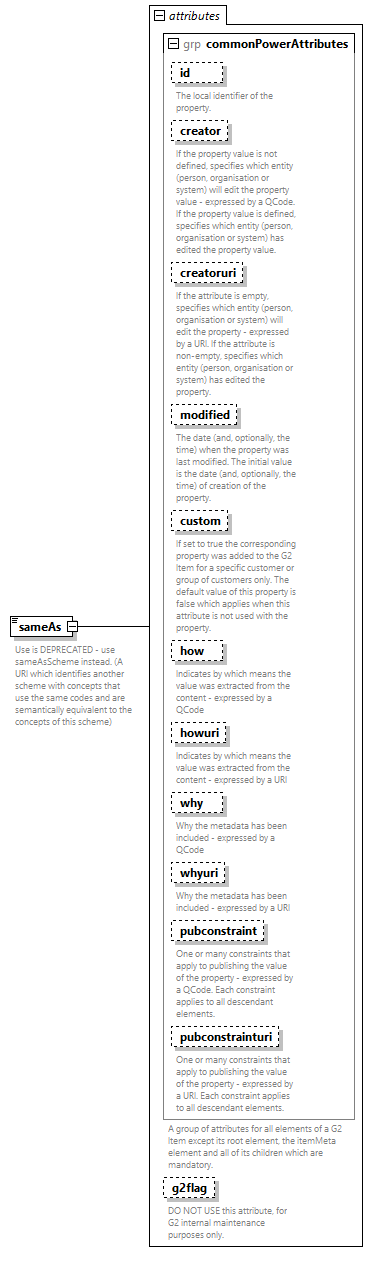 attributes
grp commonPowerAttributes
id
The local identifier of the
property.
creator
If the property value is not
defined, specifies which entity
(person, organisation or
system) will edit the property
value - expressed by a QCode.
If the property value is defined,
specifies which entity (person,
organisation or system) has
edited the property value.
creatoruri
If the attribute is empty,
specifies which entity (person,
organisation or system) will
edit the property - expressed
by a URI. If the attribute is
non-empty, specifies which
entity (person, organisation or
system) has edited the
property.
modified
The date (and, optionally, the
time) when the property was
last modified. The initial value
is the date (and, optionally, the
time) of creation of the
property.
custom
If set to true the corresponding
property was added to the G2
Item for a specific customer or
group of customers only. The
default value of this property is
false which applies when this
attribute is not used with the
property.
sameAs
Use is DEPRECATED - use
sameAsScheme instead. (A
URI which identifies another
scheme with concepts that
use the same codes and are
semantically equivalent to the
concepts of this scheme)
how
Indicates by which means the
value was extracted from the
content - expressed by a
QCode
howuri
Indicates by which means the
value was extracted from the
content - expressed by a URI
why
Why the metadata has been
included - expressed by a
QCode
whyuri
Why the metadata has been
included - expressed by a URI
pubconstraint
One or many constraints that
apply to publishing the value
of the property - expressed by
a QCode. Each constraint
applies to all descendant
elements.
pubconstrainturi
One or many constraints that
apply to publishing the value
of the property - expressed by
a URI. Each constraint applies
to all descendant elements.
A group of attributes for all elements of a G2
Item except its root element, the itemMeta
element and all of its children which are
mandatory.
g2flag
DO NOT USE this attribute, for
G2 internal maintenance
purposes only.